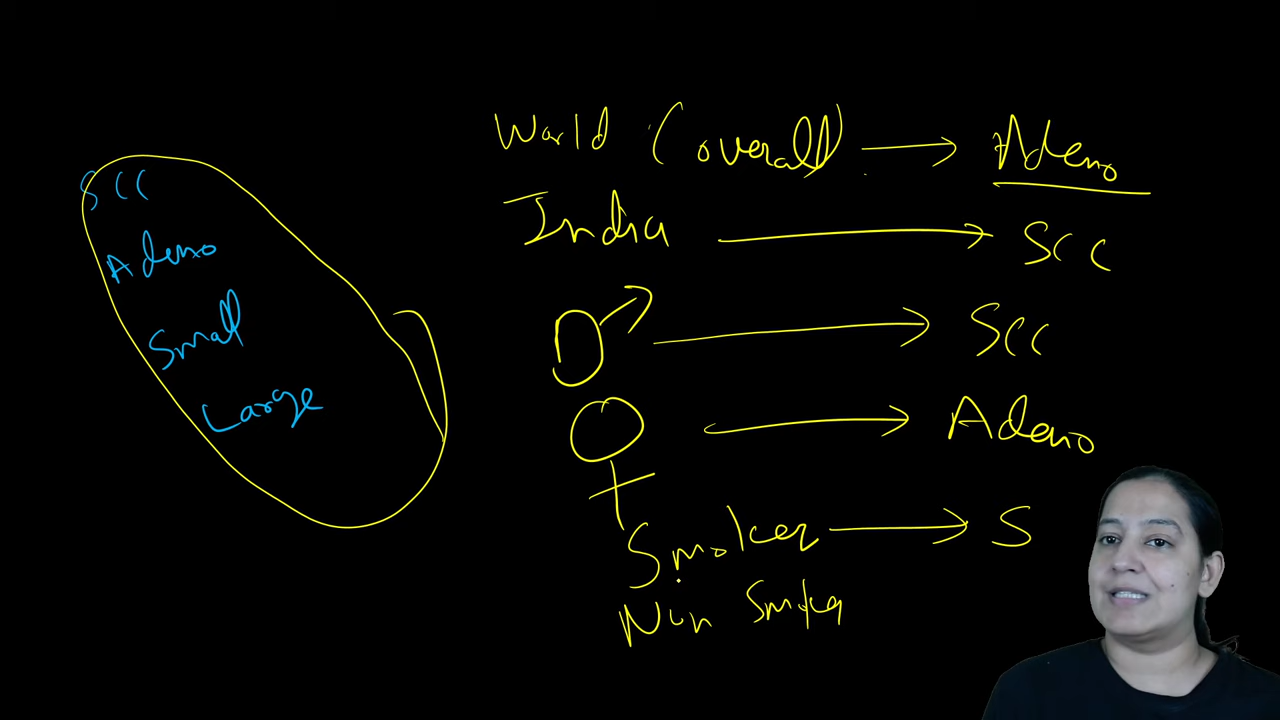 SCC
Adeno
Small
Large
World (overall) → Adeno
India → SCC
♂ → SCC
♀ → Adeno
Smoker → S
Non Smoker